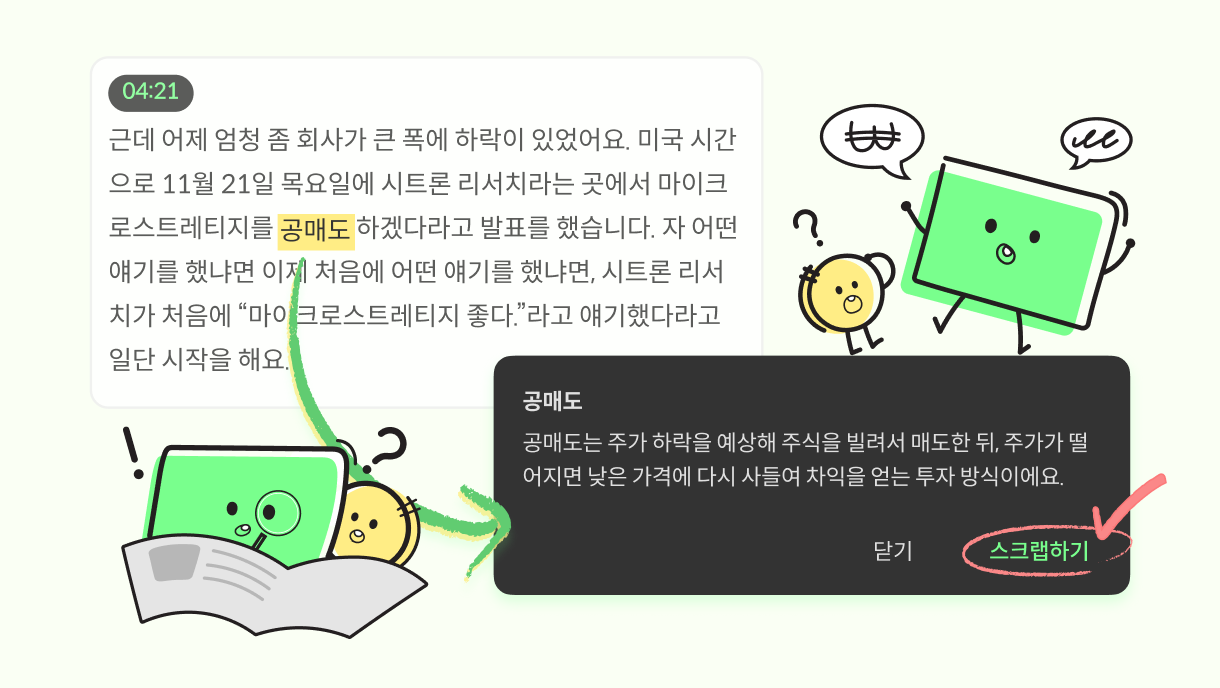 04:21
근데 어제 엄청 좀 회사가 큰 폭에 하락이 있었어요. 미국 시간
으로 11월 21일 목요일에 시트론 리서치라는 곳에서 마이크
로스트레티지를 공매도하겠다라고 발표를 했습니다. 자 어떤
얘기를 했냐면 이제 처음에 어떤 얘기를 했냐면, 시트론 리서
치가 처음에 “마이크로스트레티지 좋다.”라고 얘기했다라고
일단 시작을 해요.
₩
?
!
?
공매도
공매도는 주가 하락을 예상해 주식을 빌려서 매도한 뒤, 주가가 떨
어지면 낮은 가격에 다시 사들여 차익을 얻는 투자 방식이에요.
닫기
스크랩하기